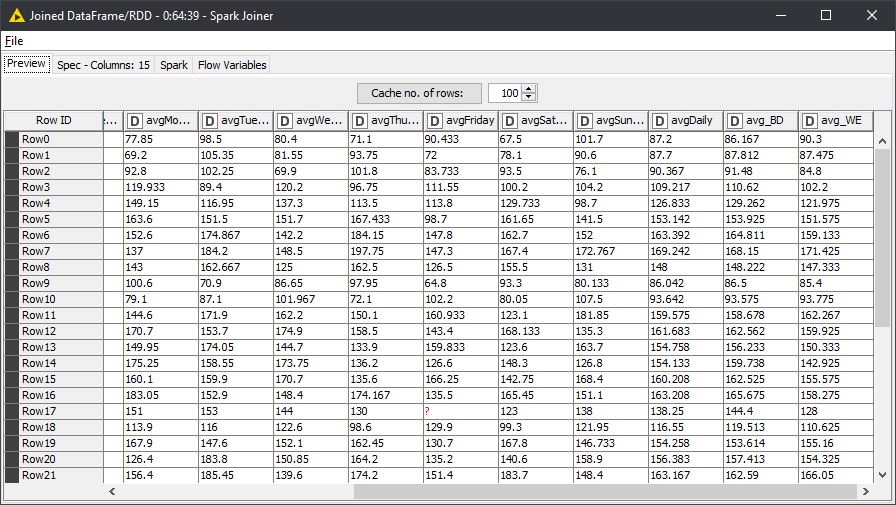 Joined DataFrame/RDD - 0:64:39 - Spark Joiner
File
Preview Spec - Columns: 15 Spark Flow Variables
Cache no. of rows: 100
Row ID ... D avgMo... D avgTue... D avgWe... D avgThu... D avgFriday D avgSat... D avgSun... D avgDaily D avg_BD D avg_WE
Row0 77.85 98.5 80.4 71.1 90.433 67.5 101.7 87.2 86.167 90.3
Row1 69.2 105.35 81.55 93.75 72 78.1 90.6 87.7 87.812 87.475
Row2 92.8 102.25 69.9 101.8 83.733 93.5 76.1 90.367 91.48 84.8
Row3 119.933 89.4 120.2 96.75 111.55 100.2 104.2 109.217 110.62 102.2
Row4 149.15 116.95 137.3 113.5 113.8 129.733 98.7 126.833 129.262 121.975
Row5 163.6 151.5 151.7 167.433 98.7 161.65 141.5 153.142 153.925 151.575
Row6 152.6 174.867 142.2 184.15 147.8 162.7 152 163.392 164.811 159.133
Row7 137 184.2 148.5 197.75 147.3 167.4 172.767 169.242 168.15 171.425
Row8 143 162.667 125 162.5 126.5 155.5 131 148 148.222 147.333
Row9 100.6 70.9 86.65 97.95 64.8 93.3 80.133 86.042 86.5 85.4
Row10 79.1 87.1 101.967 72.1 102.2 80.05 107.5 93.642 93.575 93.775
Row11 144.6 171.9 162.2 150.1 160.933 123.1 181.85 159.575 158.678 162.267
Row12 170.7 153.7 174.9 158.5 143.4 168.133 135.3 161.683 162.562 159.925
Row13 149.95 174.05 144.7 133.9 159.833 123.6 163.7 154.758 156.233 150.333
Row14 175.25 158.55 173.75 136.2 126.6 148.3 126.8 154.133 159.738 142.925
Row15 160.1 159.9 170.7 135.6 166.25 142.75 168.4 160.208 162.525 155.575
Row16 183.05 152.9 148.4 174.167 135.5 165.45 151.1 163.208 165.675 158.275
Row17 151 153 144 130 ? 123 138 138.25 144.4 128
Row18 113.9 116 122.6 98.6 129.9 99.3 121.95 116.55 119.513 110.625
Row19 167.9 147.6 152.1 162.45 130.7 167.8 146.733 154.258 153.614 155.16
Row20 126.4 183.8 150.85 164.2 135.2 140.6 158.9 156.383 157.413 154.325
Row21 156.4 185.45 139.6 174.2 151.4 183.7 148.4 163.167 162.59 166.05